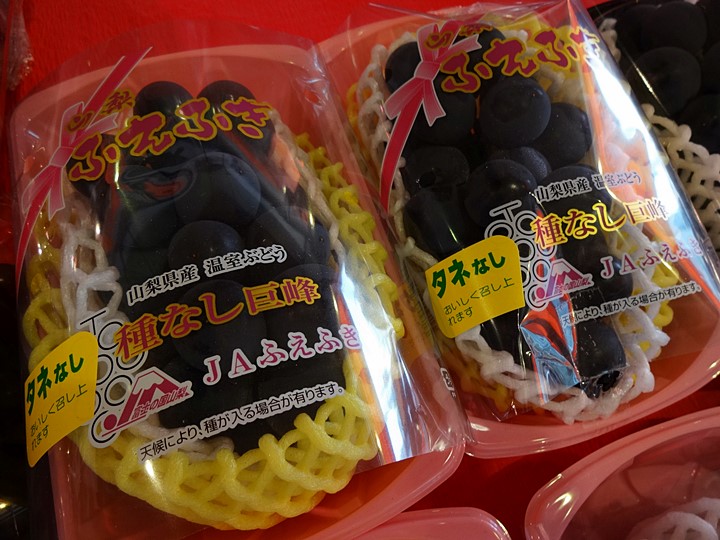 ふえふき
山梨県産 温室ぶどう
種なし巨峰
JAふえふき
天候により、種が入る場合が有ります。
タネなし
おいしく召し上
れます
ふえふき
山梨県産 温室ぶどう
種なし巨峰
JAふえふき
天候により、種が入る場合が有ります。
タネなし
おいしく召し上
れます